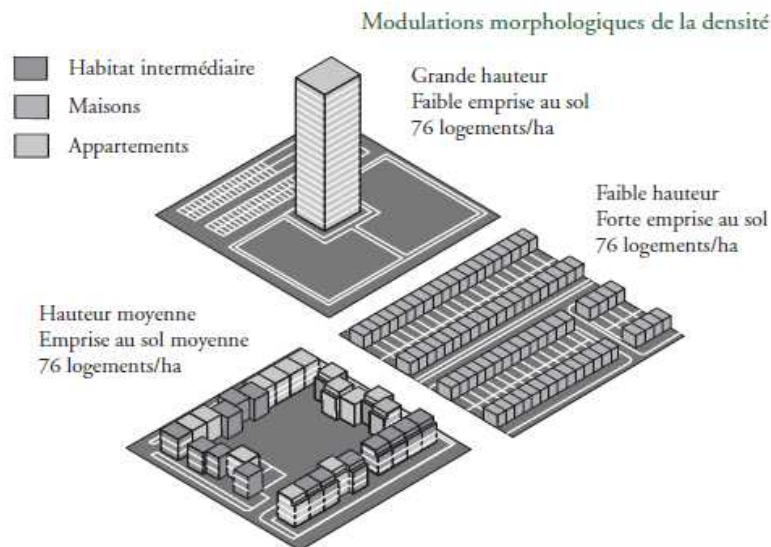 Modulations morphologiques de la densité
Habitat intermédiaire
Maisons
Appartements
Grande hauteur
Faible emprise au sol
76 logements/ha
Faible hauteur
Forte emprise au sol
76 logements/ha
Hauteur moyenne
Emprise au sol moyenne
76 logements/ha